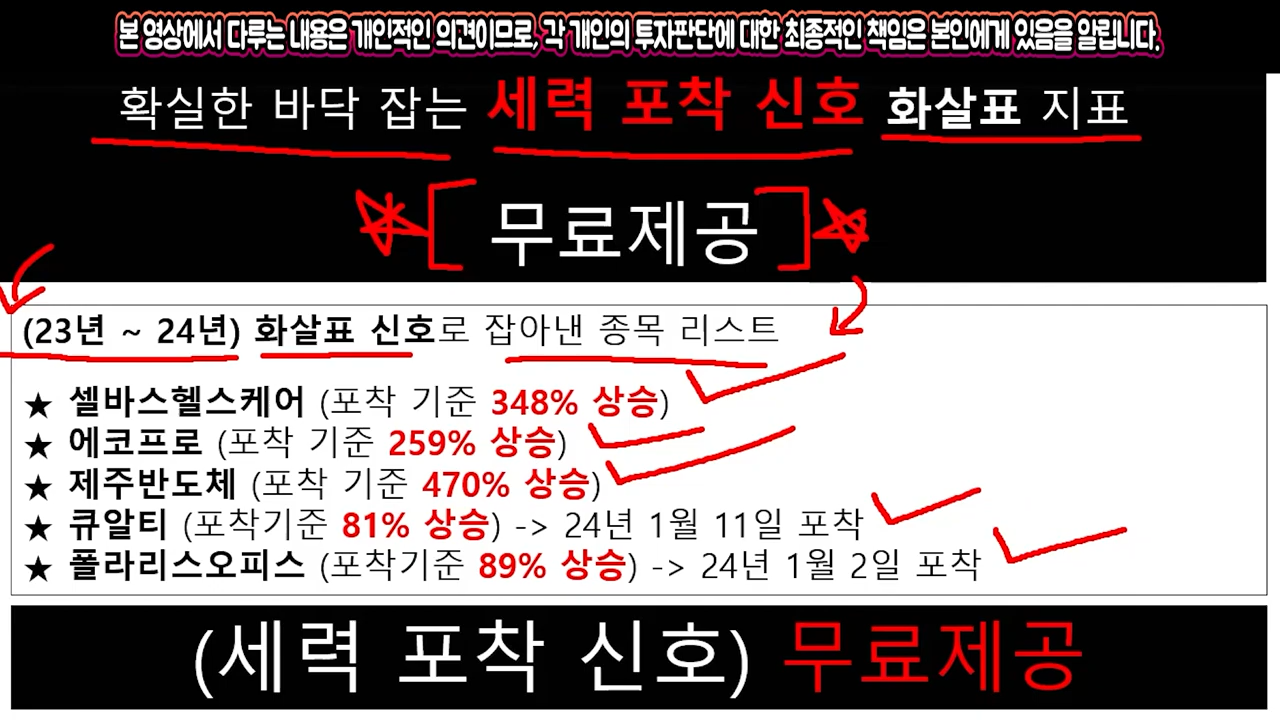 본 영상에서 다루는 내용은 개인적인 의견이므로, 각 개인의 투자판단에 대한 최종적인 책임은 본인에게 있음을 알립니다.
확실한 바닥 잡는 세력 포착 신호 화살표 지표
[무료제공]
(23년 ~ 24년) 화살표 신호로 잡아낸 종목 리스트
★ 셀바스헬스케어 (포착 기준 348% 상승)
★ 에코프로 (포착 기준 259% 상승)
★ 제주반도체 (포착 기준 470% 상승)
★ 큐알티 (포착기준 81% 상승) -> 24년 1월 11일 포착
★ 폴라리스오피스 (포착기준 89% 상승) -> 24년 1월 2일 포착
(세력 포착 신호) 무료제공